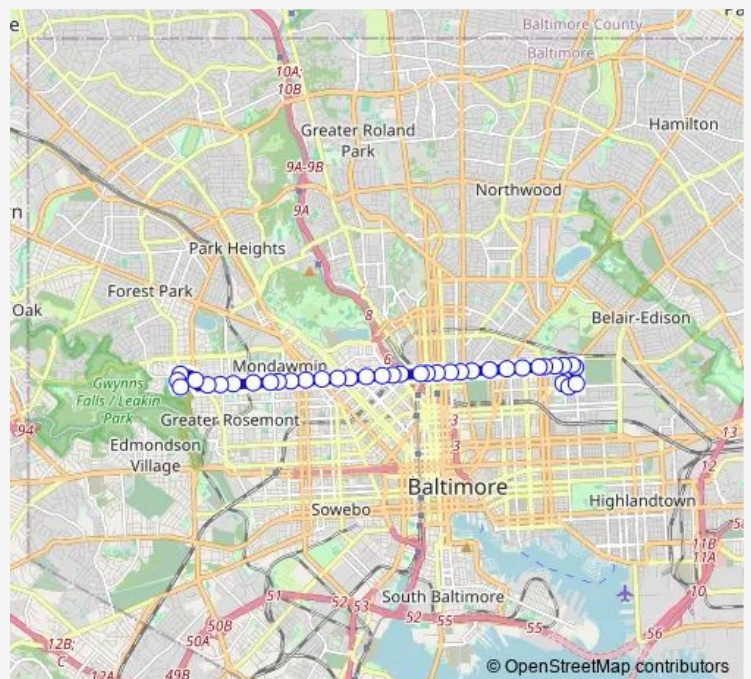 e
Pa
Baltimore County
Baltimore
10A;
10B
Greater Roland
Park
Hamilton
9A-9B
Northwood
9A
n
Park Heights
Forest Park
Oak
8
Belair-Edison
6
Mondawmin
Gwynns
Falls / Leakin
Park
Greater Rosemont
3
94
Edmondson
Village
3
13
12
Baltimore
Highlandtown
Sowebo
11B
11A
10
South Baltimore
51
52
53
52
55
55
56
50B
50A
12B;
C
12A
49B
© OpenStreetMap contributors